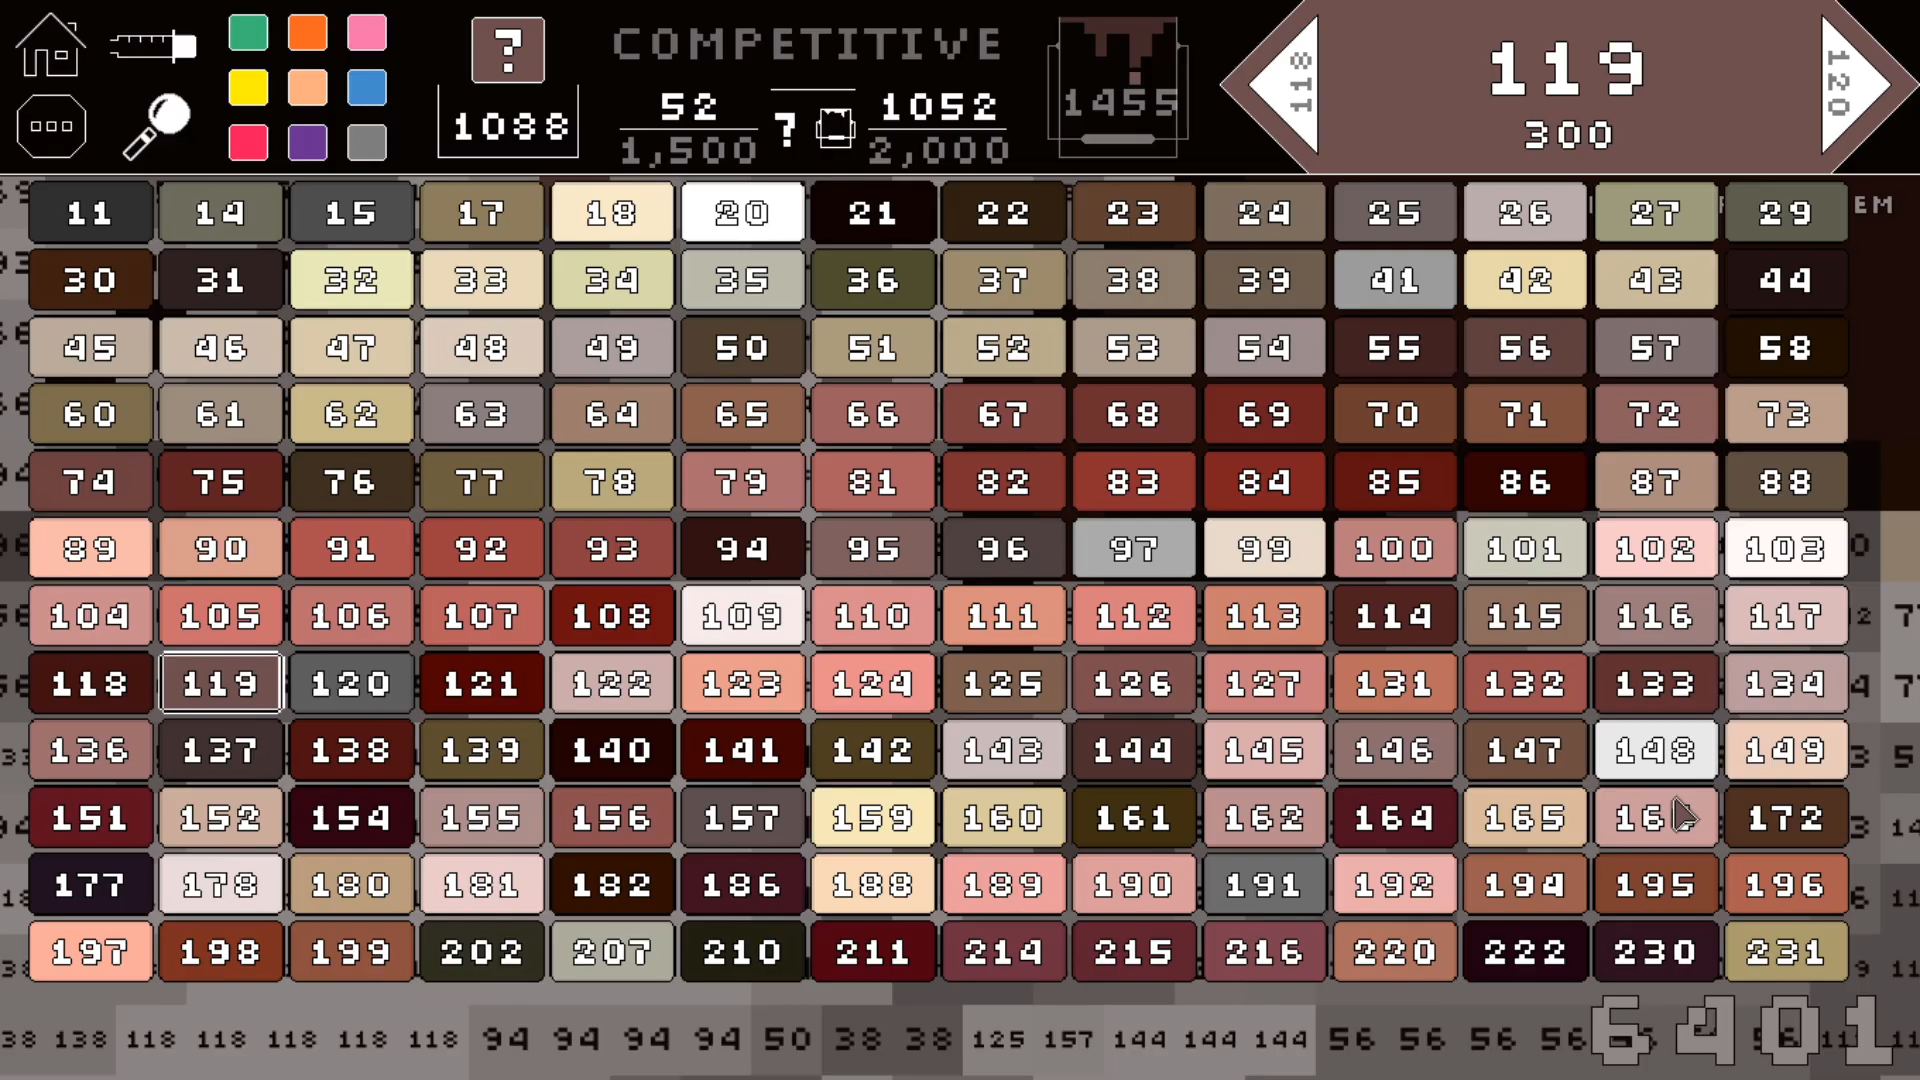 COMPETITIVE
?
1088
52
1,500
?
1052
2,000
1455
118
119
300
120
11 14 15 17 18 20 21 22 23 24 25 26 27 29
EM
30 31 32 33 34 35 36 37 38 39 41 42 43 44
45 46 47 48 49 50 51 52 53 54 55 56 57 58
60 61 62 63 64 65 66 67 68 69 70 71 72 73
74 75 76 77 78 79 81 82 83 84 85 86 87 88
89 90 91 92 93 94 95 96 97 99 100 101 102 103
104 105 106 107 108 109 110 111 112 113 114 115 116 117
118 119 120 121 122 123 124 125 126 127 131 132 133 134
136 137 138 139 140 141 142 143 144 145 146 147 148 149
151 152 154 155 156 157 159 160 161 162 164 165 172
177 178 180 181 182 186 188 189 190 191 192 194 195 196
197 198 199 202 207 210 211 214 215 216 220 222 230 231
38 138 118 118 118 118 118 94 94 94 94 50 38 38 125 157 144 144 144 56 56 56 56
6401